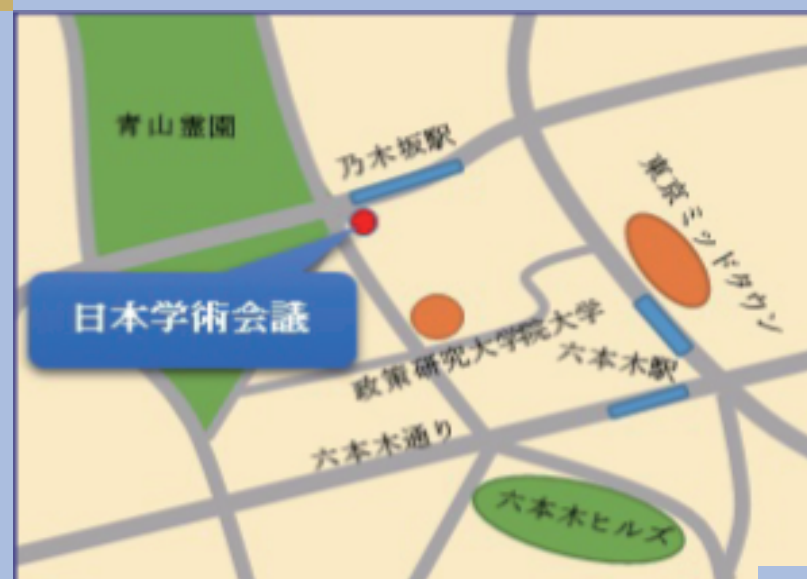 青山霊園
乃木坂駅
東京ミッドタウン
日本学術会議
政策研究大学院大学
六本木駅
六本木通り
六本木ヒルズ